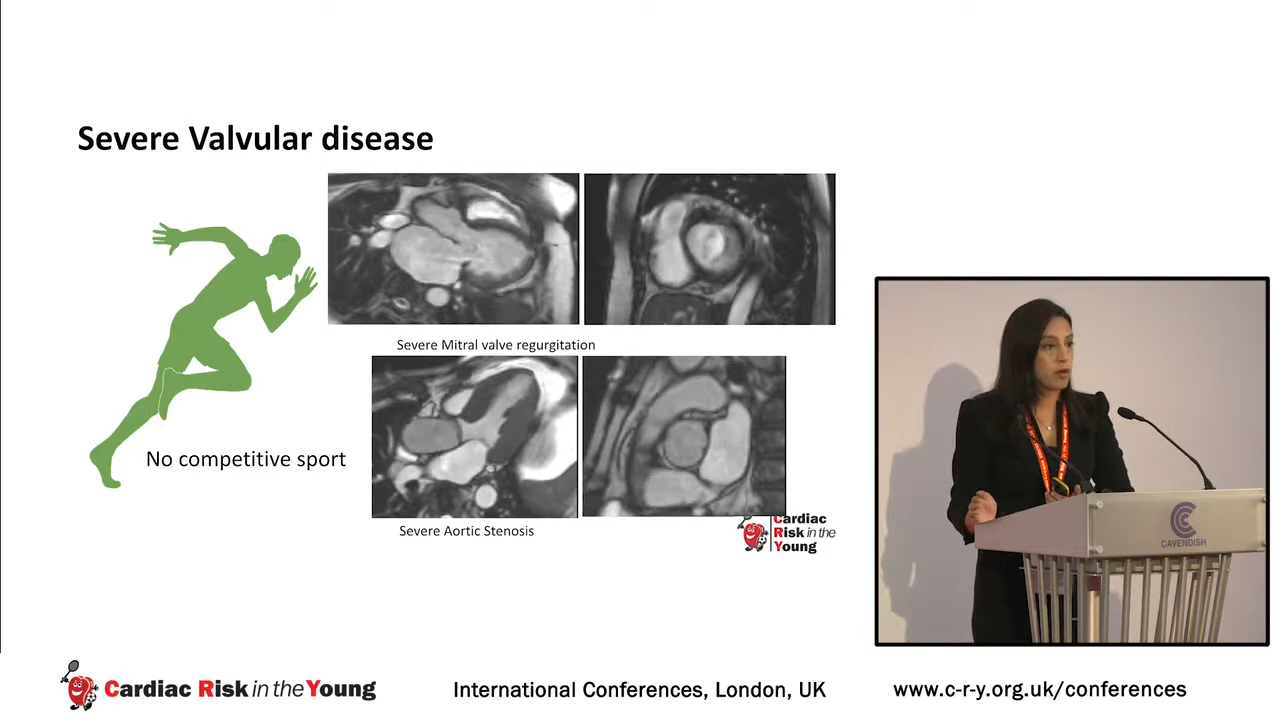 Severe Valvular disease
Severe Mitral valve regurgitation
No competitive sport
Severe Aortic Stenosis
Cardiac
Risk in the
Young
CAVENDISH
Cardiac Risk in the Young
International Conferences, London, UK
www.c-r-y.org.uk/conferences